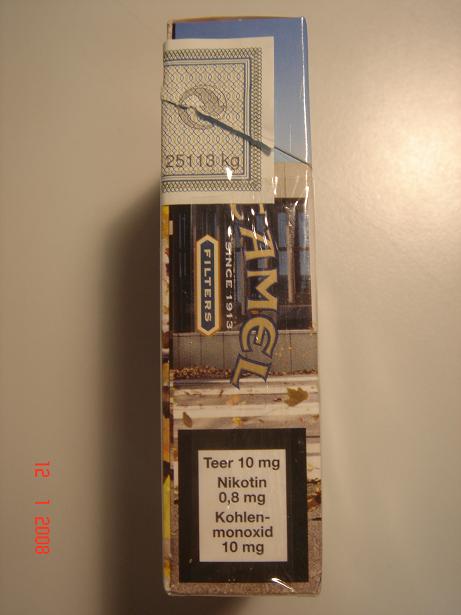 25113 kg
CAMEL
SINCE 1913
FILTERS
Teer 10 mg
Nikotin
0,8 mg
Kohlen-
monoxid
10 mg
12 1 2008